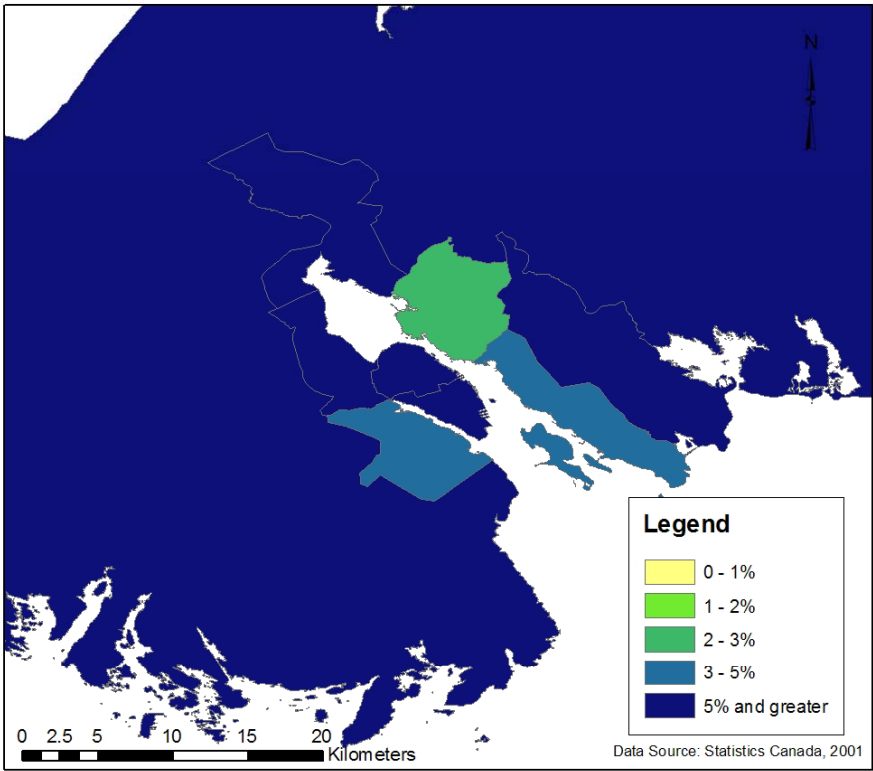 N
Legend
0 - 1%
1 - 2%
2 - 3%
3 - 5%
5% and greater
0 2.5 5 10 15 20
Kilometers
Data Source: Statistics Canada, 2001